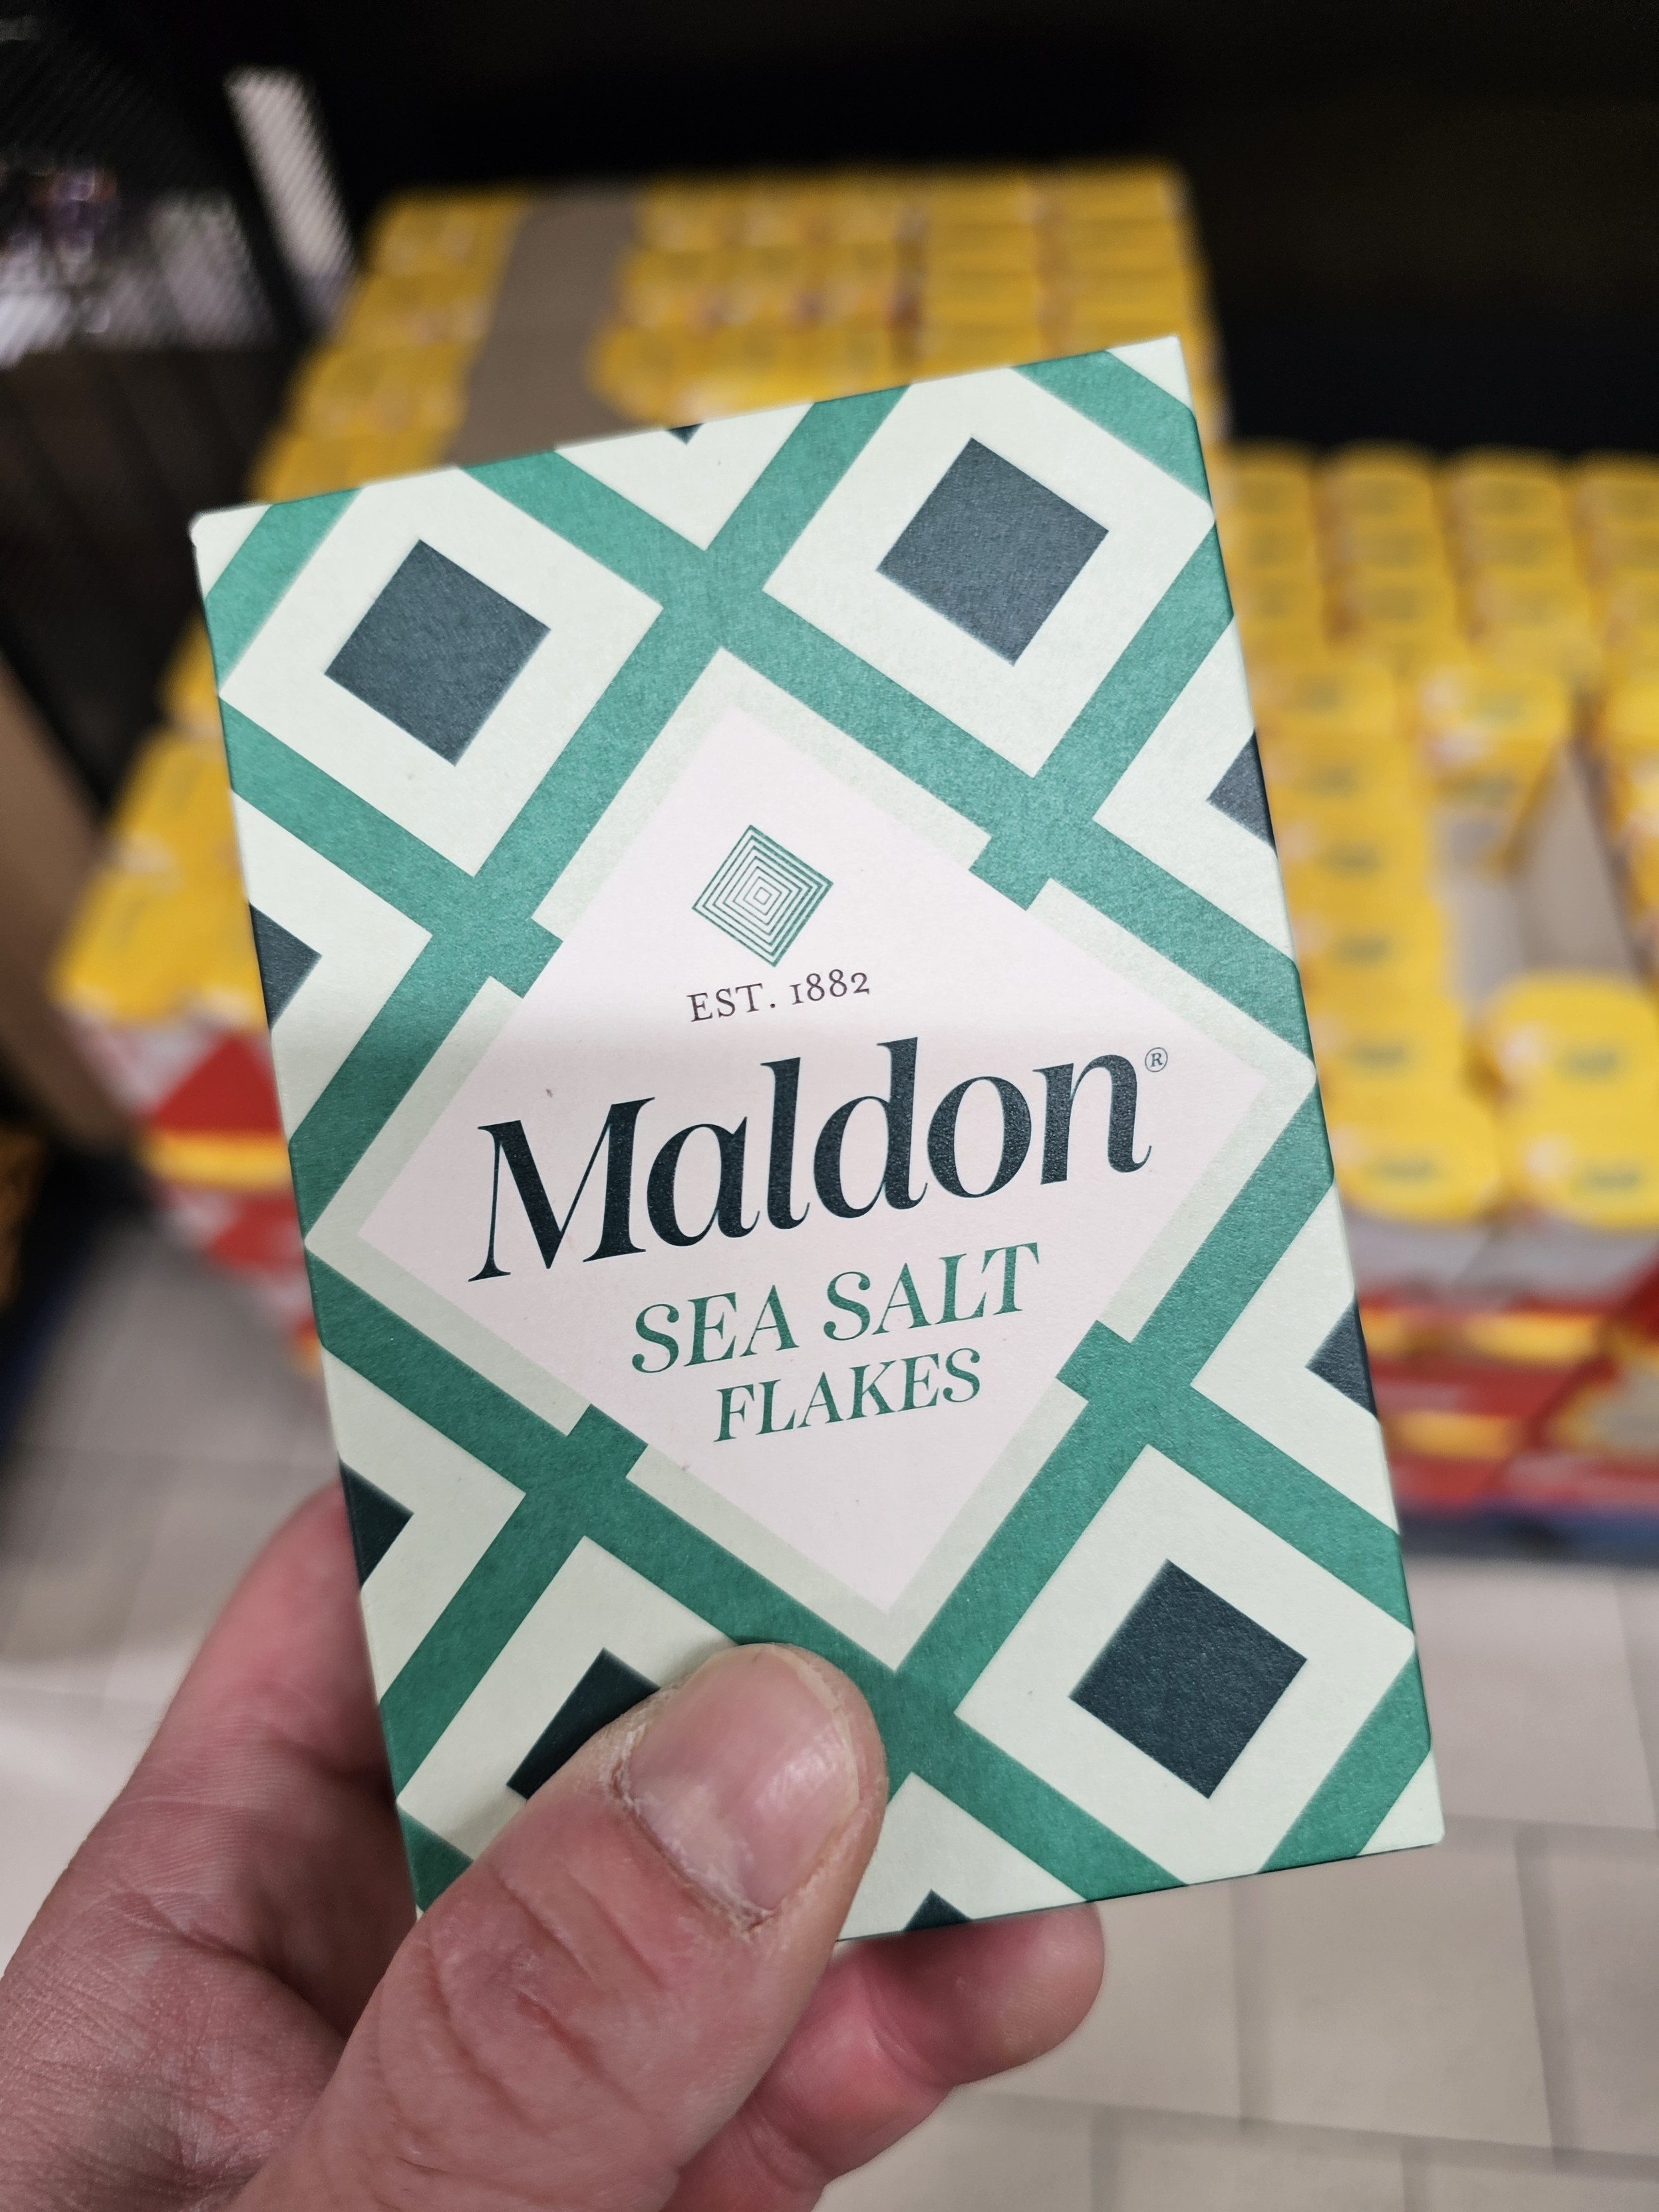 EST. 1882
Maldon®
SEA SALT
FLAKES